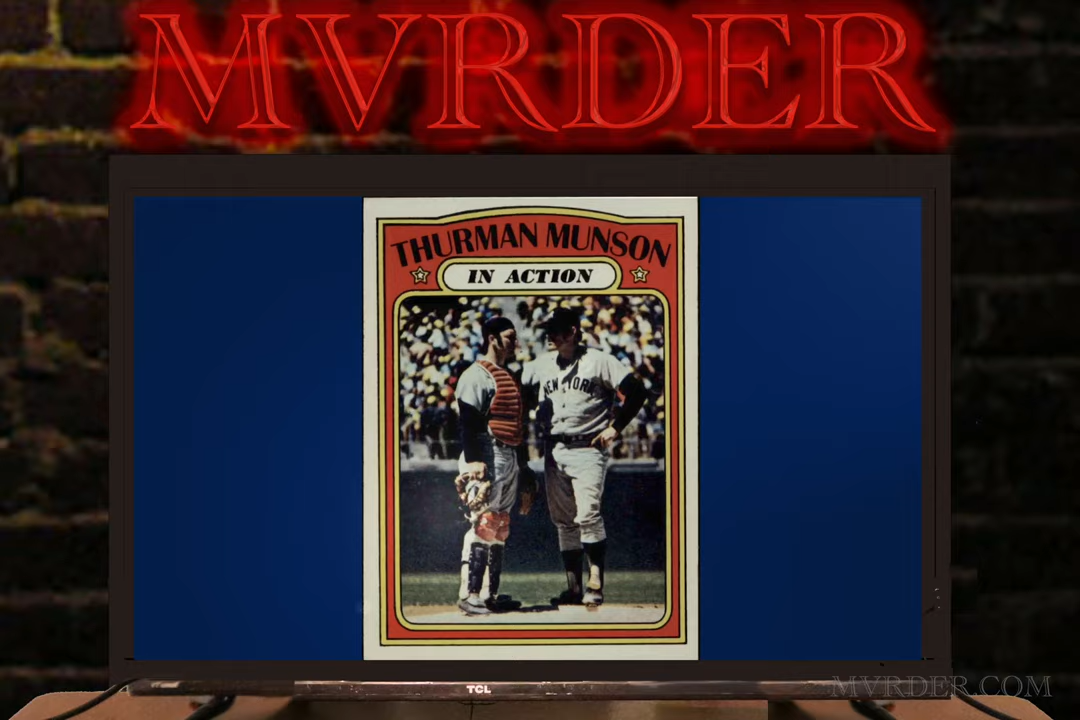 MVRDER
THURMAN MUNSON
IN ACTION
NEW YORK
TCL
MVRDER.COM